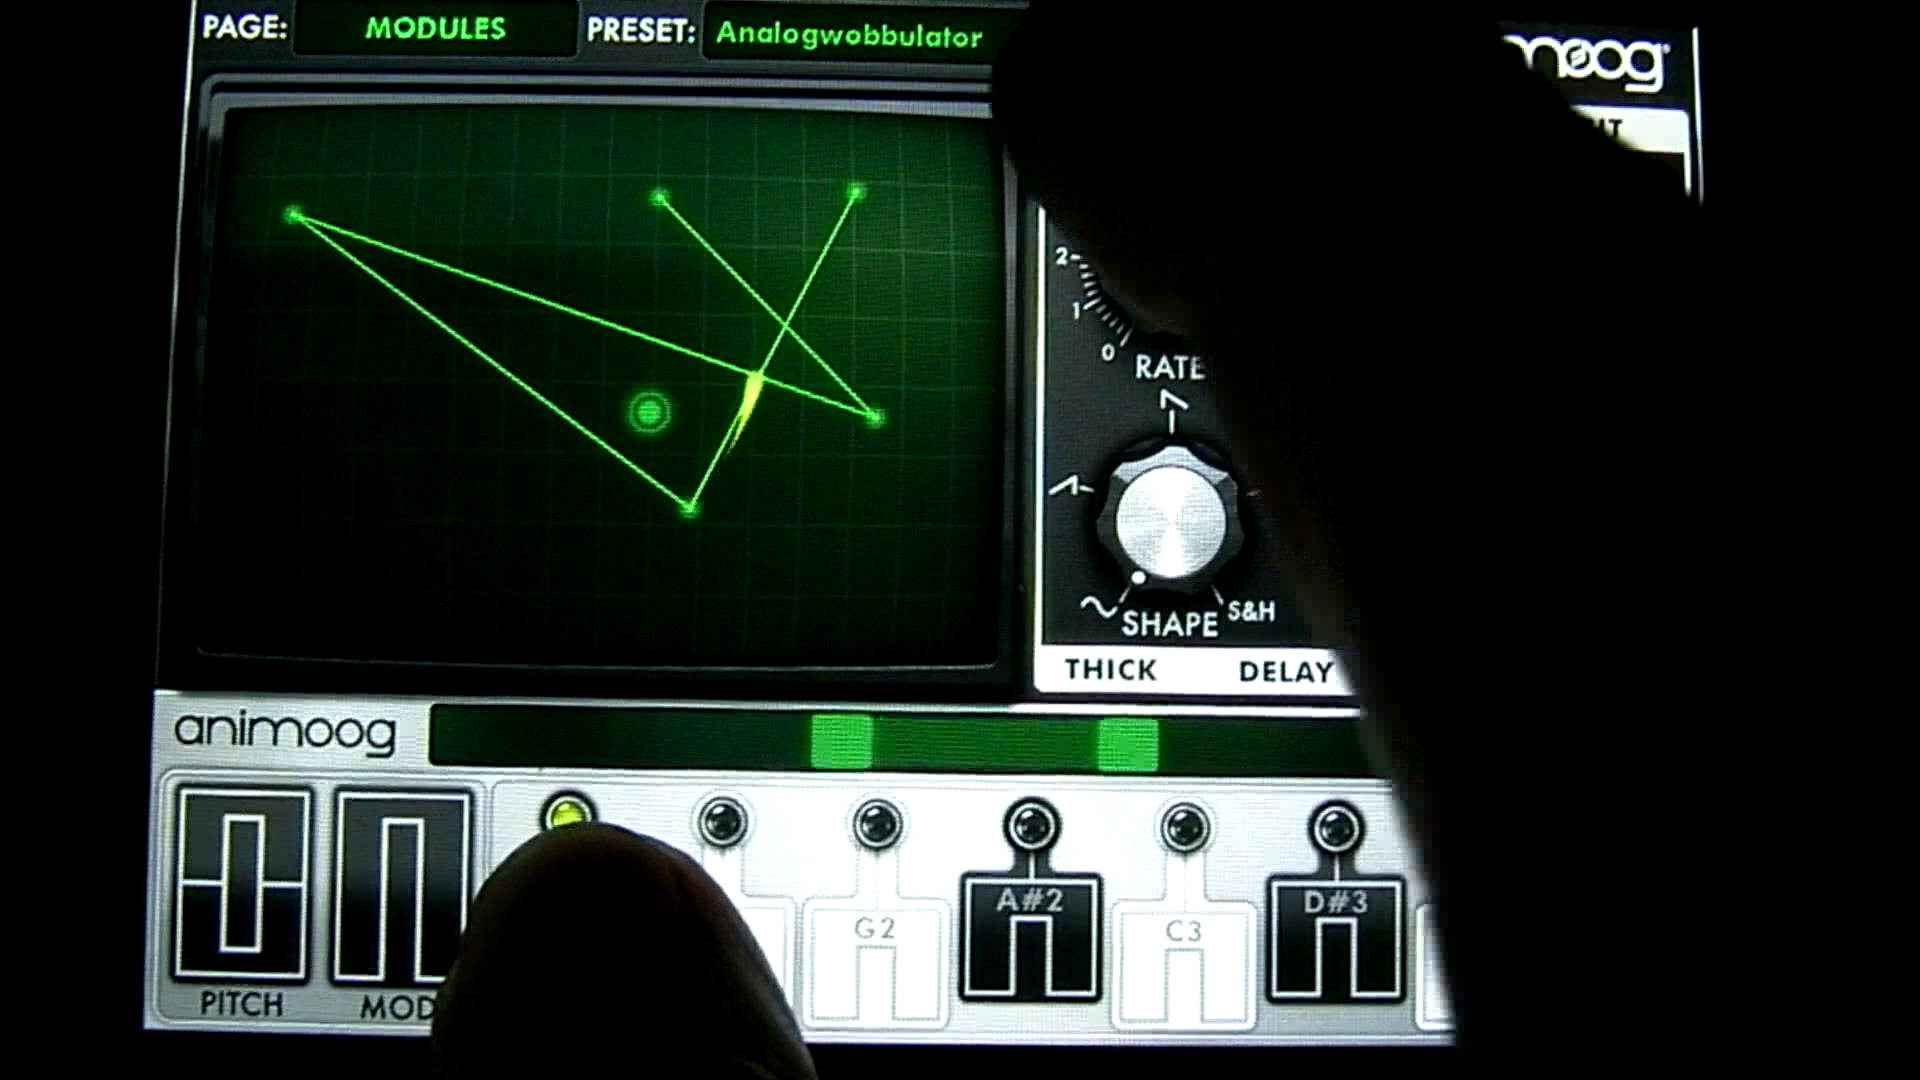 PAGE: MODULES PRESET: Analogwobbulator
moog
2
1
0
RATE
SHAPE S&H
THICK DELAY
animoog
G2 A#2 C3 D#3
PITCH MOD